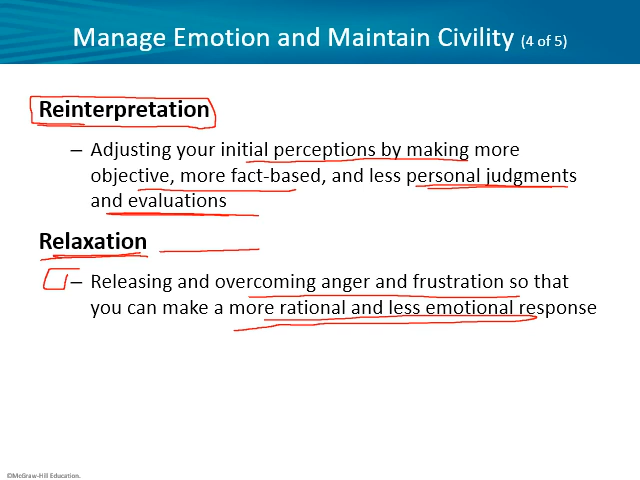 Manage Emotion and Maintain Civility (4 of 5)
Reinterpretation
– Adjusting your initial perceptions by making more
objective, more fact-based, and less personal judgments
and evaluations
Relaxation
– Releasing and overcoming anger and frustration so that
you can make a more rational and less emotional response
©McGraw-Hill Education.